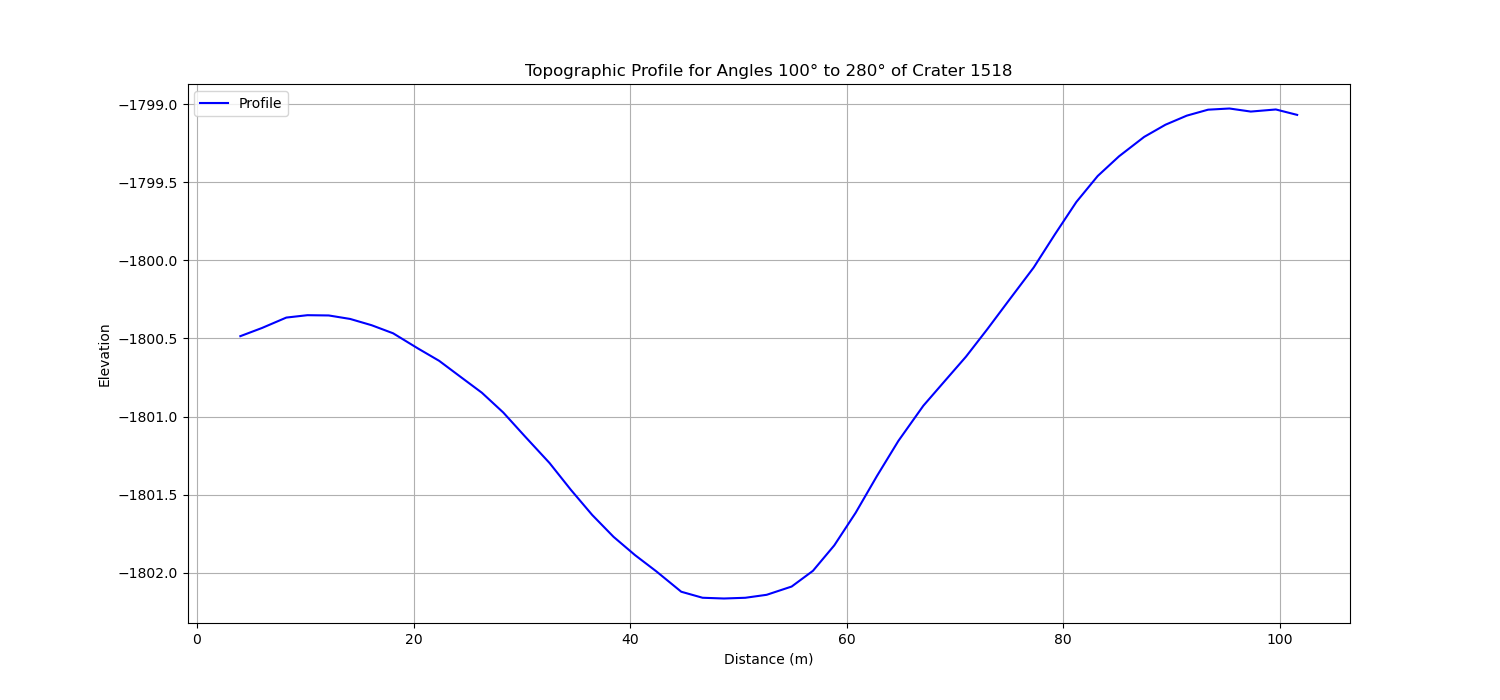 Topographic Profile for Angles 100° to 280° of Crater 1518
Profile
−1799.0
−1799.5
−1800.0
−1800.5
−1801.0
−1801.5
−1802.0
Elevation
0 20 40 60 80 100
Distance (m)